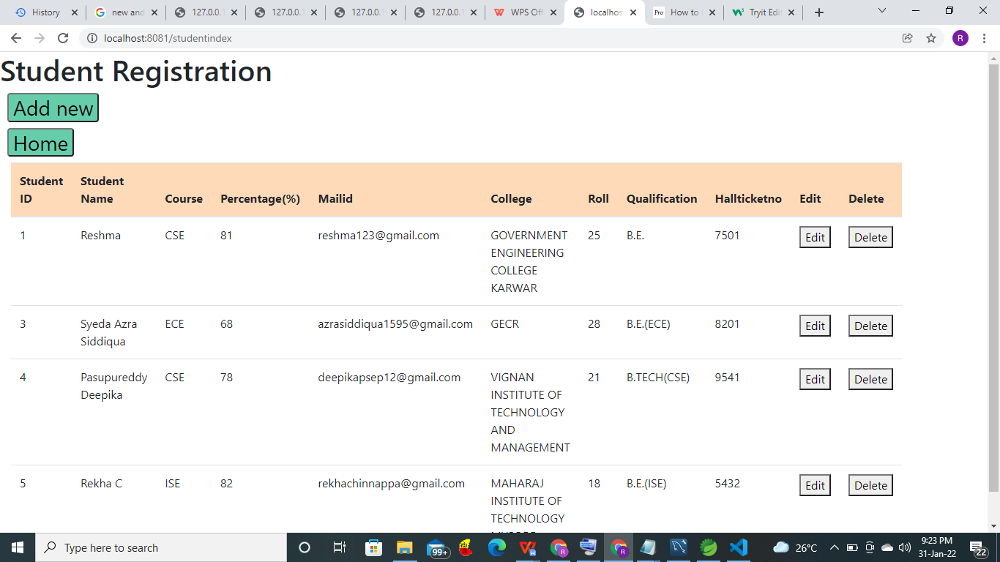 History
new and
127.0.0.1
127.0.0.1
127.0.0.1
127.0.0.1
WPS Off
localhos
Pro
How to
Tryit Edi
localhost:8081/studentindex
R
Student Registration
Add new
Home
Student ID Student Name Course Percentage(%) Mailid College Roll Qualification Hallticketno Edit Delete
1 Reshma CSE 81 reshma123@gmail.com GOVERNMENT 25 B.E. 7501 Edit Delete
ENGINEERING
COLLEGE
KARWAR
3 Syeda Azra ECE 68 azrasiddiqua1595@gmail.com GECR 28 B.E.(ECE) 8201 Edit Delete
Siddiqua
4 Pasupureddy CSE 78 deepikapsep12@gmail.com VIGNAN 21 B.TECH(CSE) 9541 Edit Delete
Deepika INSTITUTE OF
TECHNOLOGY
AND
MANAGEMENT
5 Rekha C ISE 82 rekhachinnappa@gmail.com MAHARAJ 18 B.E.(ISE) 5432 Edit Delete
INSTITUTE OF
TECHNOLOGY
Type here to search
99+
R
R
26°C
9:23 PM
31-Jan-22
22